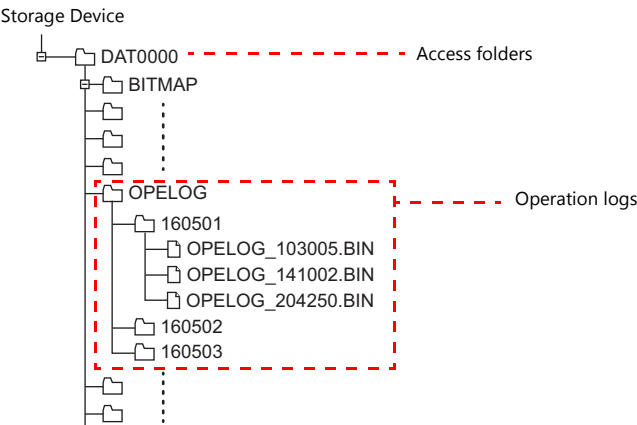 Storage Device
DAT0000
Access folders
BITMAP
OPELOG
Operation logs
160501
OPELOG_103005.BIN
OPELOG_141002.BIN
OPELOG_204250.BIN
160502
160503